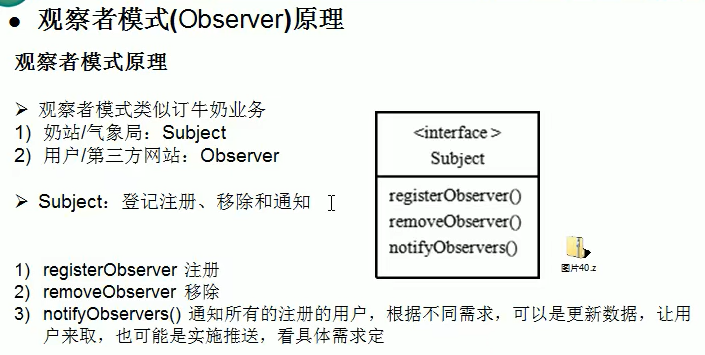 ● 观察者模式(Observer)原理
观察者模式原理
➢ 观察者模式类似订牛奶业务
1) 奶站/气象局：Subject
2) 用户/第三方网站：Observer
➢ Subject：登记注册、移除和通知
1) registerObserver 注册
2) removeObserver 移除
3) notifyObservers() 通知所有的注册的用户，根据不同需求，可以是更新数据，让用
户来取，也可能是实施推送，看具体需求定
<interface >
Subject
registerObserver()
removeObserver()
notifyObservers()
图片40.z